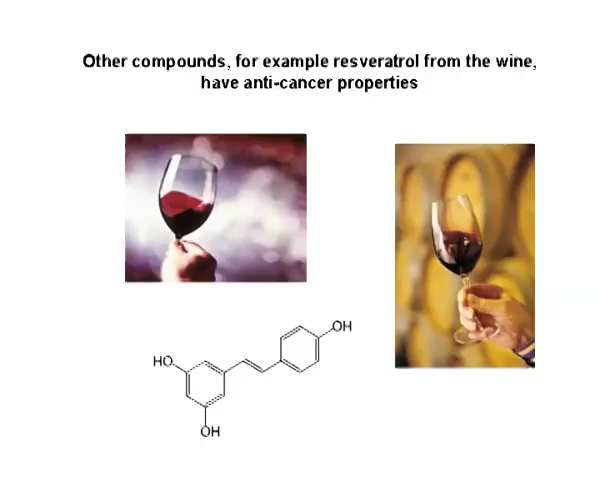 Other compounds, for example resveratrol from the wine,
have anti-cancer properties
OH
HO
OH